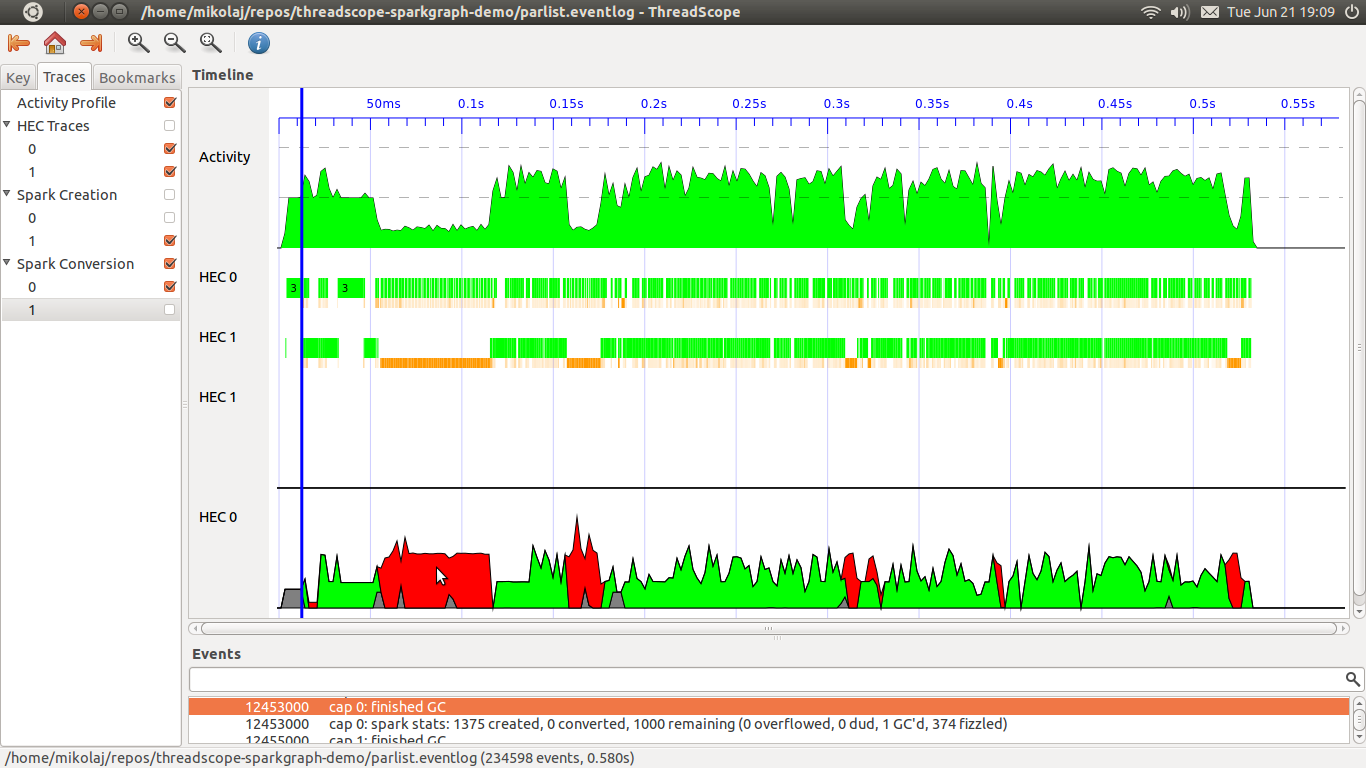 /home/mikolaj/repos/threadscope-sparkgraph-demo/parlist.eventlog - ThreadScope
Tue Jun 21 19:09
Key
Traces
Bookmarks
Activity Profile
HEC Traces
0
1
Spark Creation
0
1
Spark Conversion
0
1
Timeline
50ms 0.1s 0.15s 0.2s 0.25s 0.3s 0.35s 0.4s 0.45s 0.5s 0.55s
Activity
HEC 0
3 3
HEC 1
HEC 1
HEC 0
Events
12453000 cap 0: finished GC
12453000 cap 0: spark stats: 1375 created, 0 converted, 1000 remaining (0 overflowed, 0 dud, 1 GC'd, 374 fizzled)
12455000 cap 1: finished GC
/home/mikolaj/repos/threadscope-sparkgraph-demo/parlist.eventlog (234598 events, 0.580s)